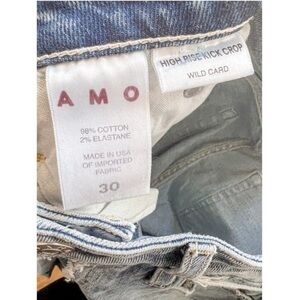 AMO
98% COTTON
2% ELASTANE
MADE IN USA
OF IMPORTED
FABRIC
30
HIGH RISE KICK CROP
WILD CARD